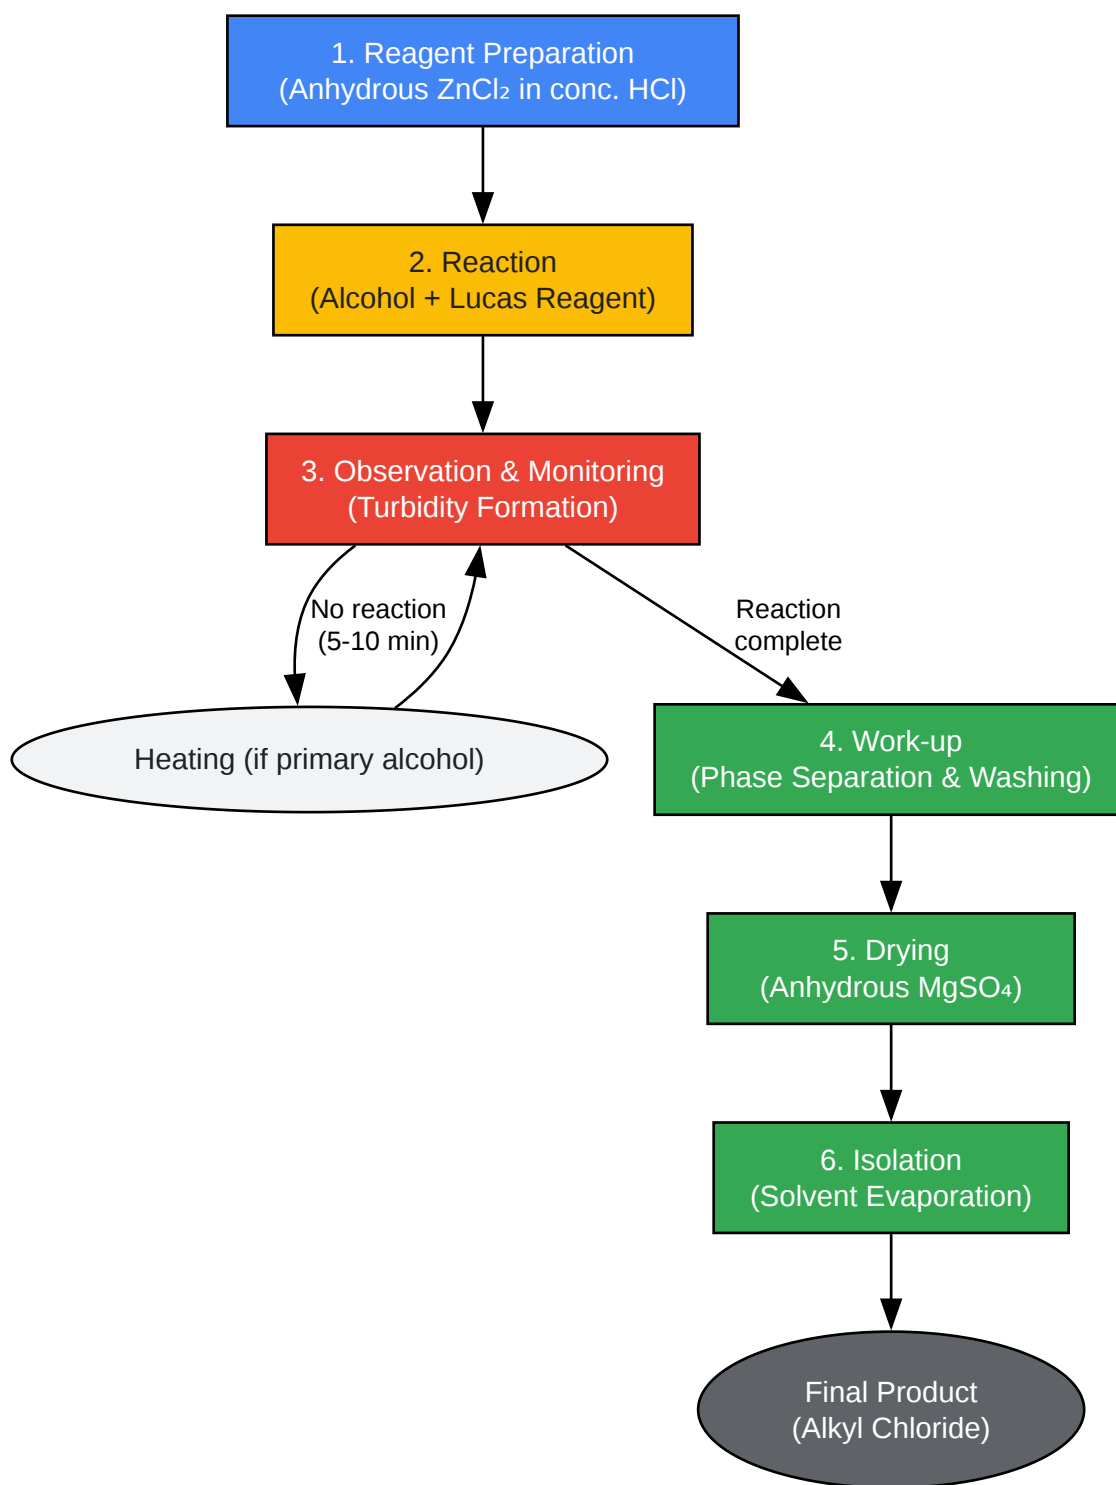 1. Reagent Preparation
(Anhydrous ZnCl₂ in conc. HCl)
2. Reaction
(Alcohol + Lucas Reagent)
3. Observation & Monitoring
(Turbidity Formation)
No reaction
(5-10 min)
Reaction
complete
Heating (if primary alcohol)
4. Work-up
(Phase Separation & Washing)
5. Drying
(Anhydrous MgSO₄)
6. Isolation
(Solvent Evaporation)
Final Product
(Alkyl Chloride)